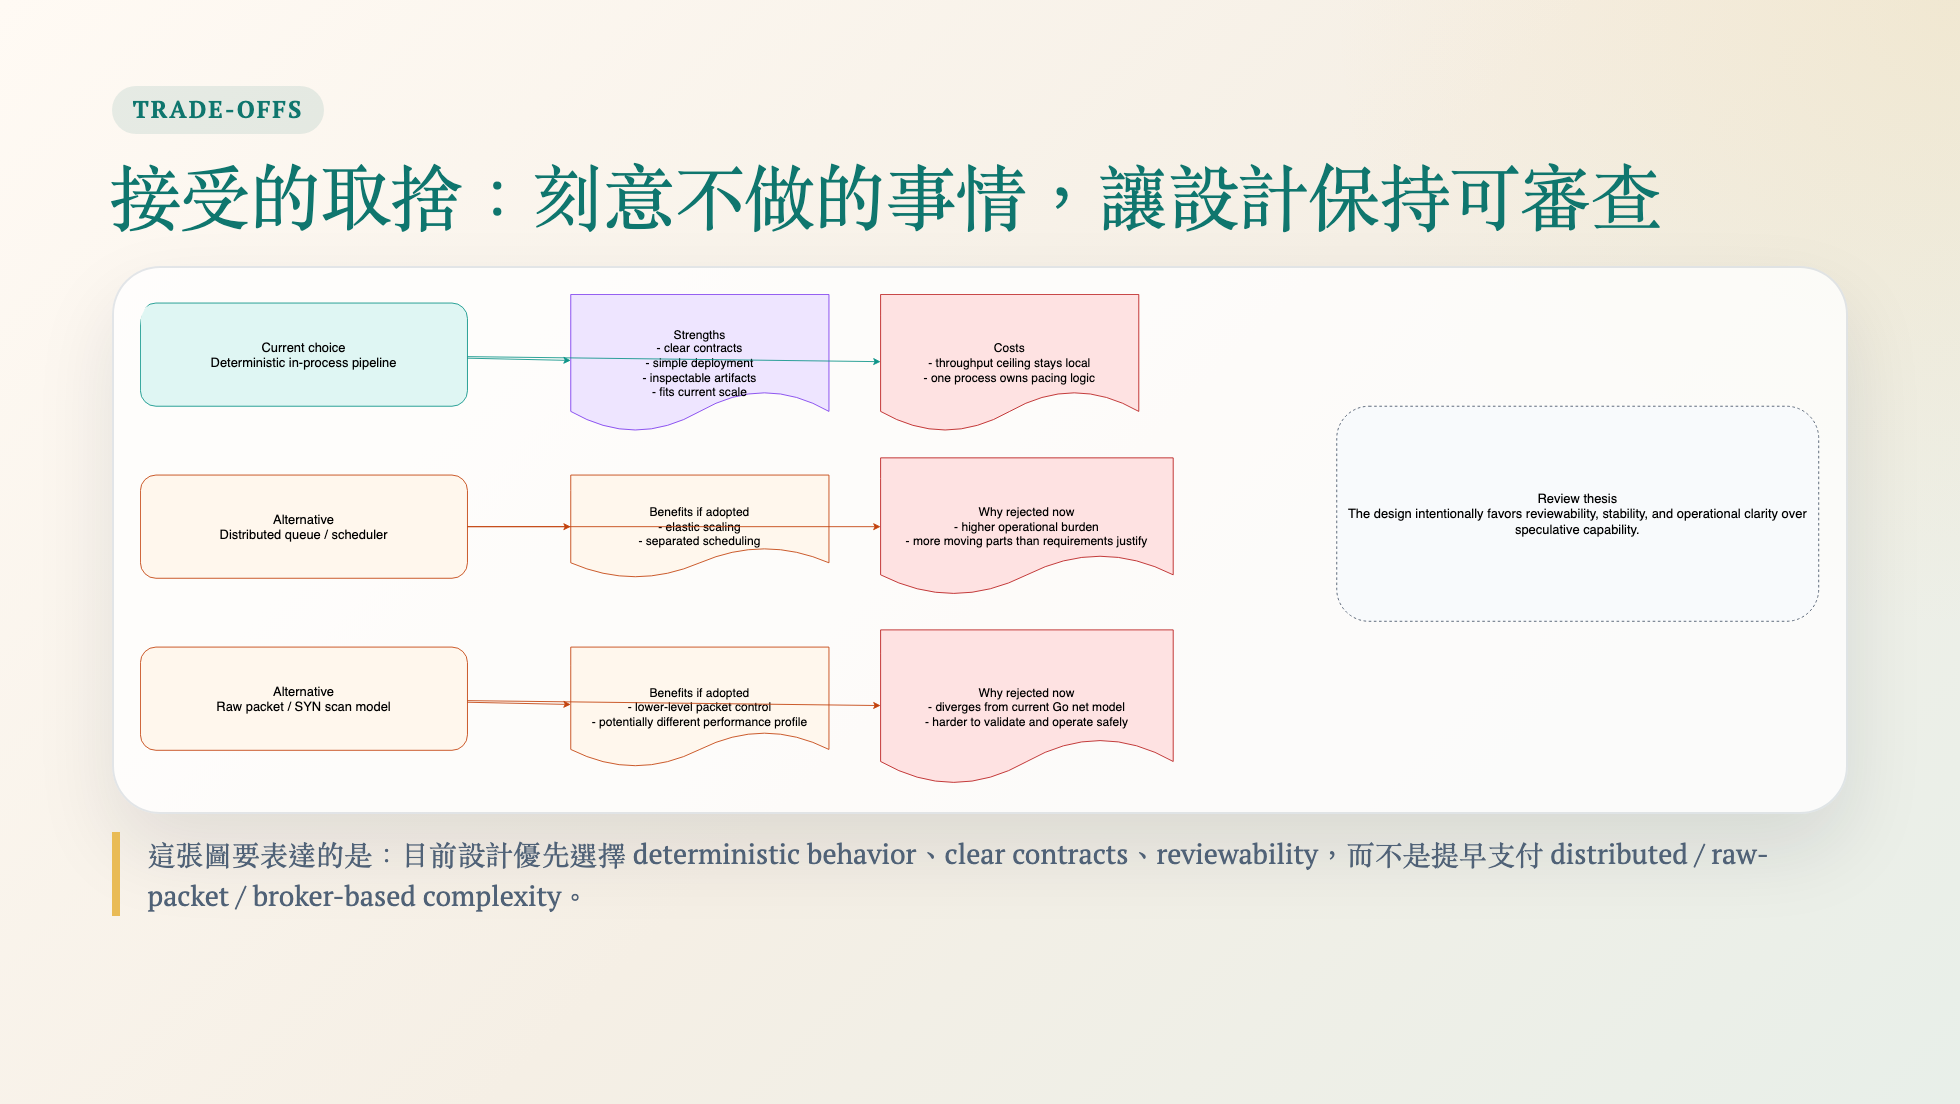 TRADE-OFFS
接受的取捨：刻意不做的事情，讓設計保持可審查
Current choice
Deterministic in-process pipeline
Strengths
- clear contracts
- simple deployment
- inspectable artifacts
- fits current scale
Costs
- throughput ceiling stays local
- one process owns pacing logic
Alternative
Distributed queue / scheduler
Benefits if adopted
- elastic scaling
- separated scheduling
Why rejected now
- higher operational burden
- more moving parts than requirements justify
Alternative
Raw packet / SYN scan model
Benefits if adopted
- lower-level packet control
- potentially different performance profile
Why rejected now
- diverges from current Go net model
- harder to validate and operate safely
Review thesis
The design intentionally favors reviewability, stability, and operational clarity over
speculative capability.
這張圖要表達的是：目前設計優先選擇 deterministic behavior、clear contracts、reviewability，而不是提早支付 distributed / raw-
packet / broker-based complexity。